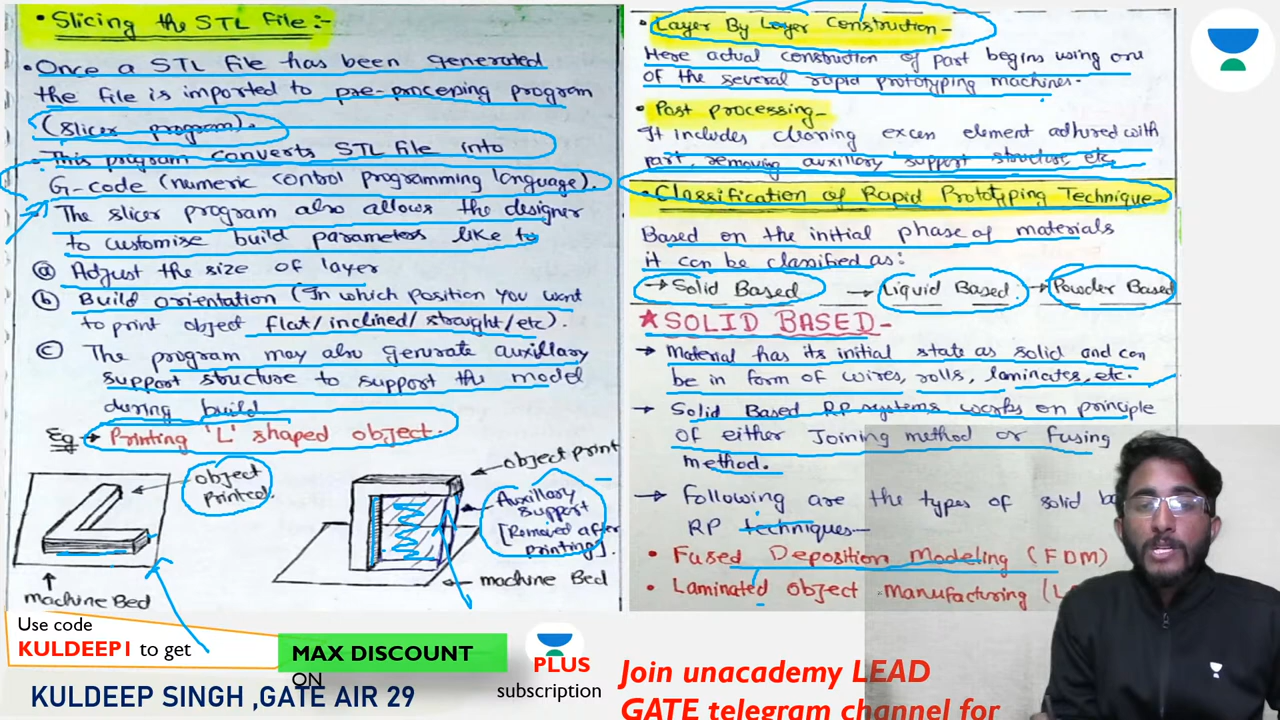 • Slicing the STL File:-
• Once a STL file has been generated
the file is imported to pre-processing program
(slicer program).
• This program converts STL file into
G-code (numeric control programming language).
• The slicer program also allows the designer
to customise build parameters like to
(a) Adjust the size of layer
(b) Build orientation (In which position you want
to print object flat/inclined/straight/etc).
(c) The program may also generate auxillary
support structure to support the model
during build
Eg → Printing 'L' shaped object.
object
Printed.
machine Bed
object print
Auxillary
support
[Removed after
printing].
machine Bed
• Layer By Layer Construction-
Here actual construction of part begins using one
of the several rapid prototyping machines.
• Post processing-
It includes cleaning excess element adhured with
part, removing auxillary support structure, etc.
• Classification of Rapid Prototyping Technique-
Based on the initial phase of materials
it can be classified as:
→ Solid Based → Liquid Based. → Powder Based
★ SOLID BASED-
→ Material has its initial state as solid and can
be in form of wires, rolls, laminates, etc.
→ Solid Based RP systems works on principle
of either Joining method or fusing
method.
→ Following are the types of solid
RP techniques-
• Fused Deposition Modeling (FDM)
• Laminated object Manufacturing
Use code
KULDEEP1 to get
MAX DISCOUNT
ON
PLUS
subscription
KULDEEP SINGH ,GATE AIR 29
Join unacademy LEAD
GATE telegram channel for